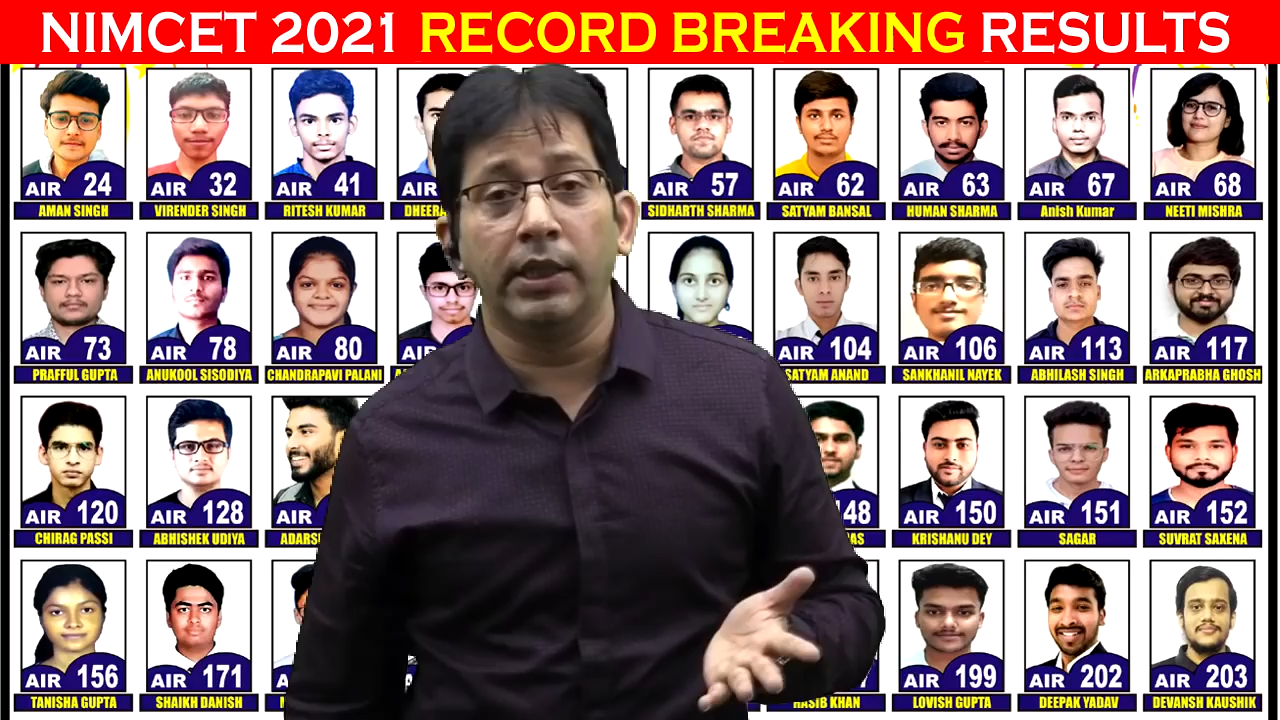 NIMCET 2021 RECORD BREAKING RESULTS
AIR 24 AIR 32 AIR 41 AIR AIR 57 AIR 62 AIR 63 AIR 67 AIR 68
AMAN SINGH VIRENDER SINGH RITESH KUMAR SIDHARTH SHARMA SATYAM BANSAL HUMAN SHARMA Anish Kumar NEETI MISHRA
AIR 73 AIR 78 AIR 80 AIR AIR 104 AIR 106 AIR 113 AIR 117
PRAFFUL GUPTA ANUKOOL SISODIYA CHANDRAPAVI PALANI SATYAM ANAND SANKHANIL NAYEK ABHILASH SINGH ARKAPRABHA GHOSH
AIR 120 AIR 128 AIR 48 AIR 150 AIR 151 AIR 152
CHIRAG PASSI ABHISHEK UDIYA KRISHANU DEY SAGAR SUVRAT SAXENA
AIR 156 AIR 171 AIR 199 AIR 202 AIR 203
TANISHA GUPTA SHAIKH DANISH HASIB KHAN LOVISH GUPTA DEEPAK YADAV DEVANSH KAUSHIK